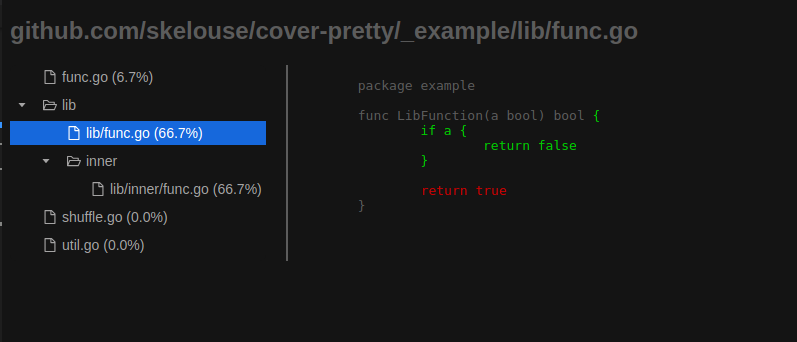 github.com/skelouse/cover-pretty/_example/lib/func.go
func.go (6.7%)
lib
lib/func.go (66.7%)
inner
lib/inner/func.go (66.7%)
shuffle.go (0.0%)
util.go (0.0%)
package example
func LibFunction(a bool) bool {
if a {
return false
}
return true
}